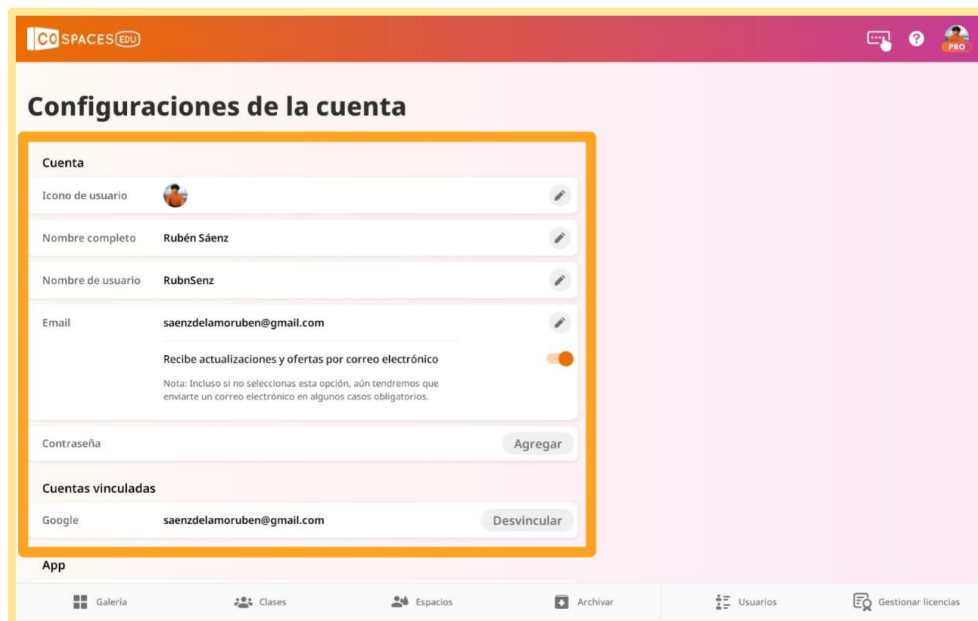 CO SPACES EDU
PRO
Configuraciones de la cuenta
Cuenta
Icono de usuario
Nombre completo Rubén Sáenz
Nombre de usuario RubnSenz
Email saenzdelamoruben@gmail.com
Recibe actualizaciones y ofertas por correo electrónico
Nota: Incluso si no seleccionas esta opción, aún tendremos que
enviarte un correo electrónico en algunos casos obligatorios.
Contraseña Agregar
Cuentas vinculadas
Google saenzdelamoruben@gmail.com Desvincular
App
Galería Clases Espacios Archivar Usuarios Gestionar licencias